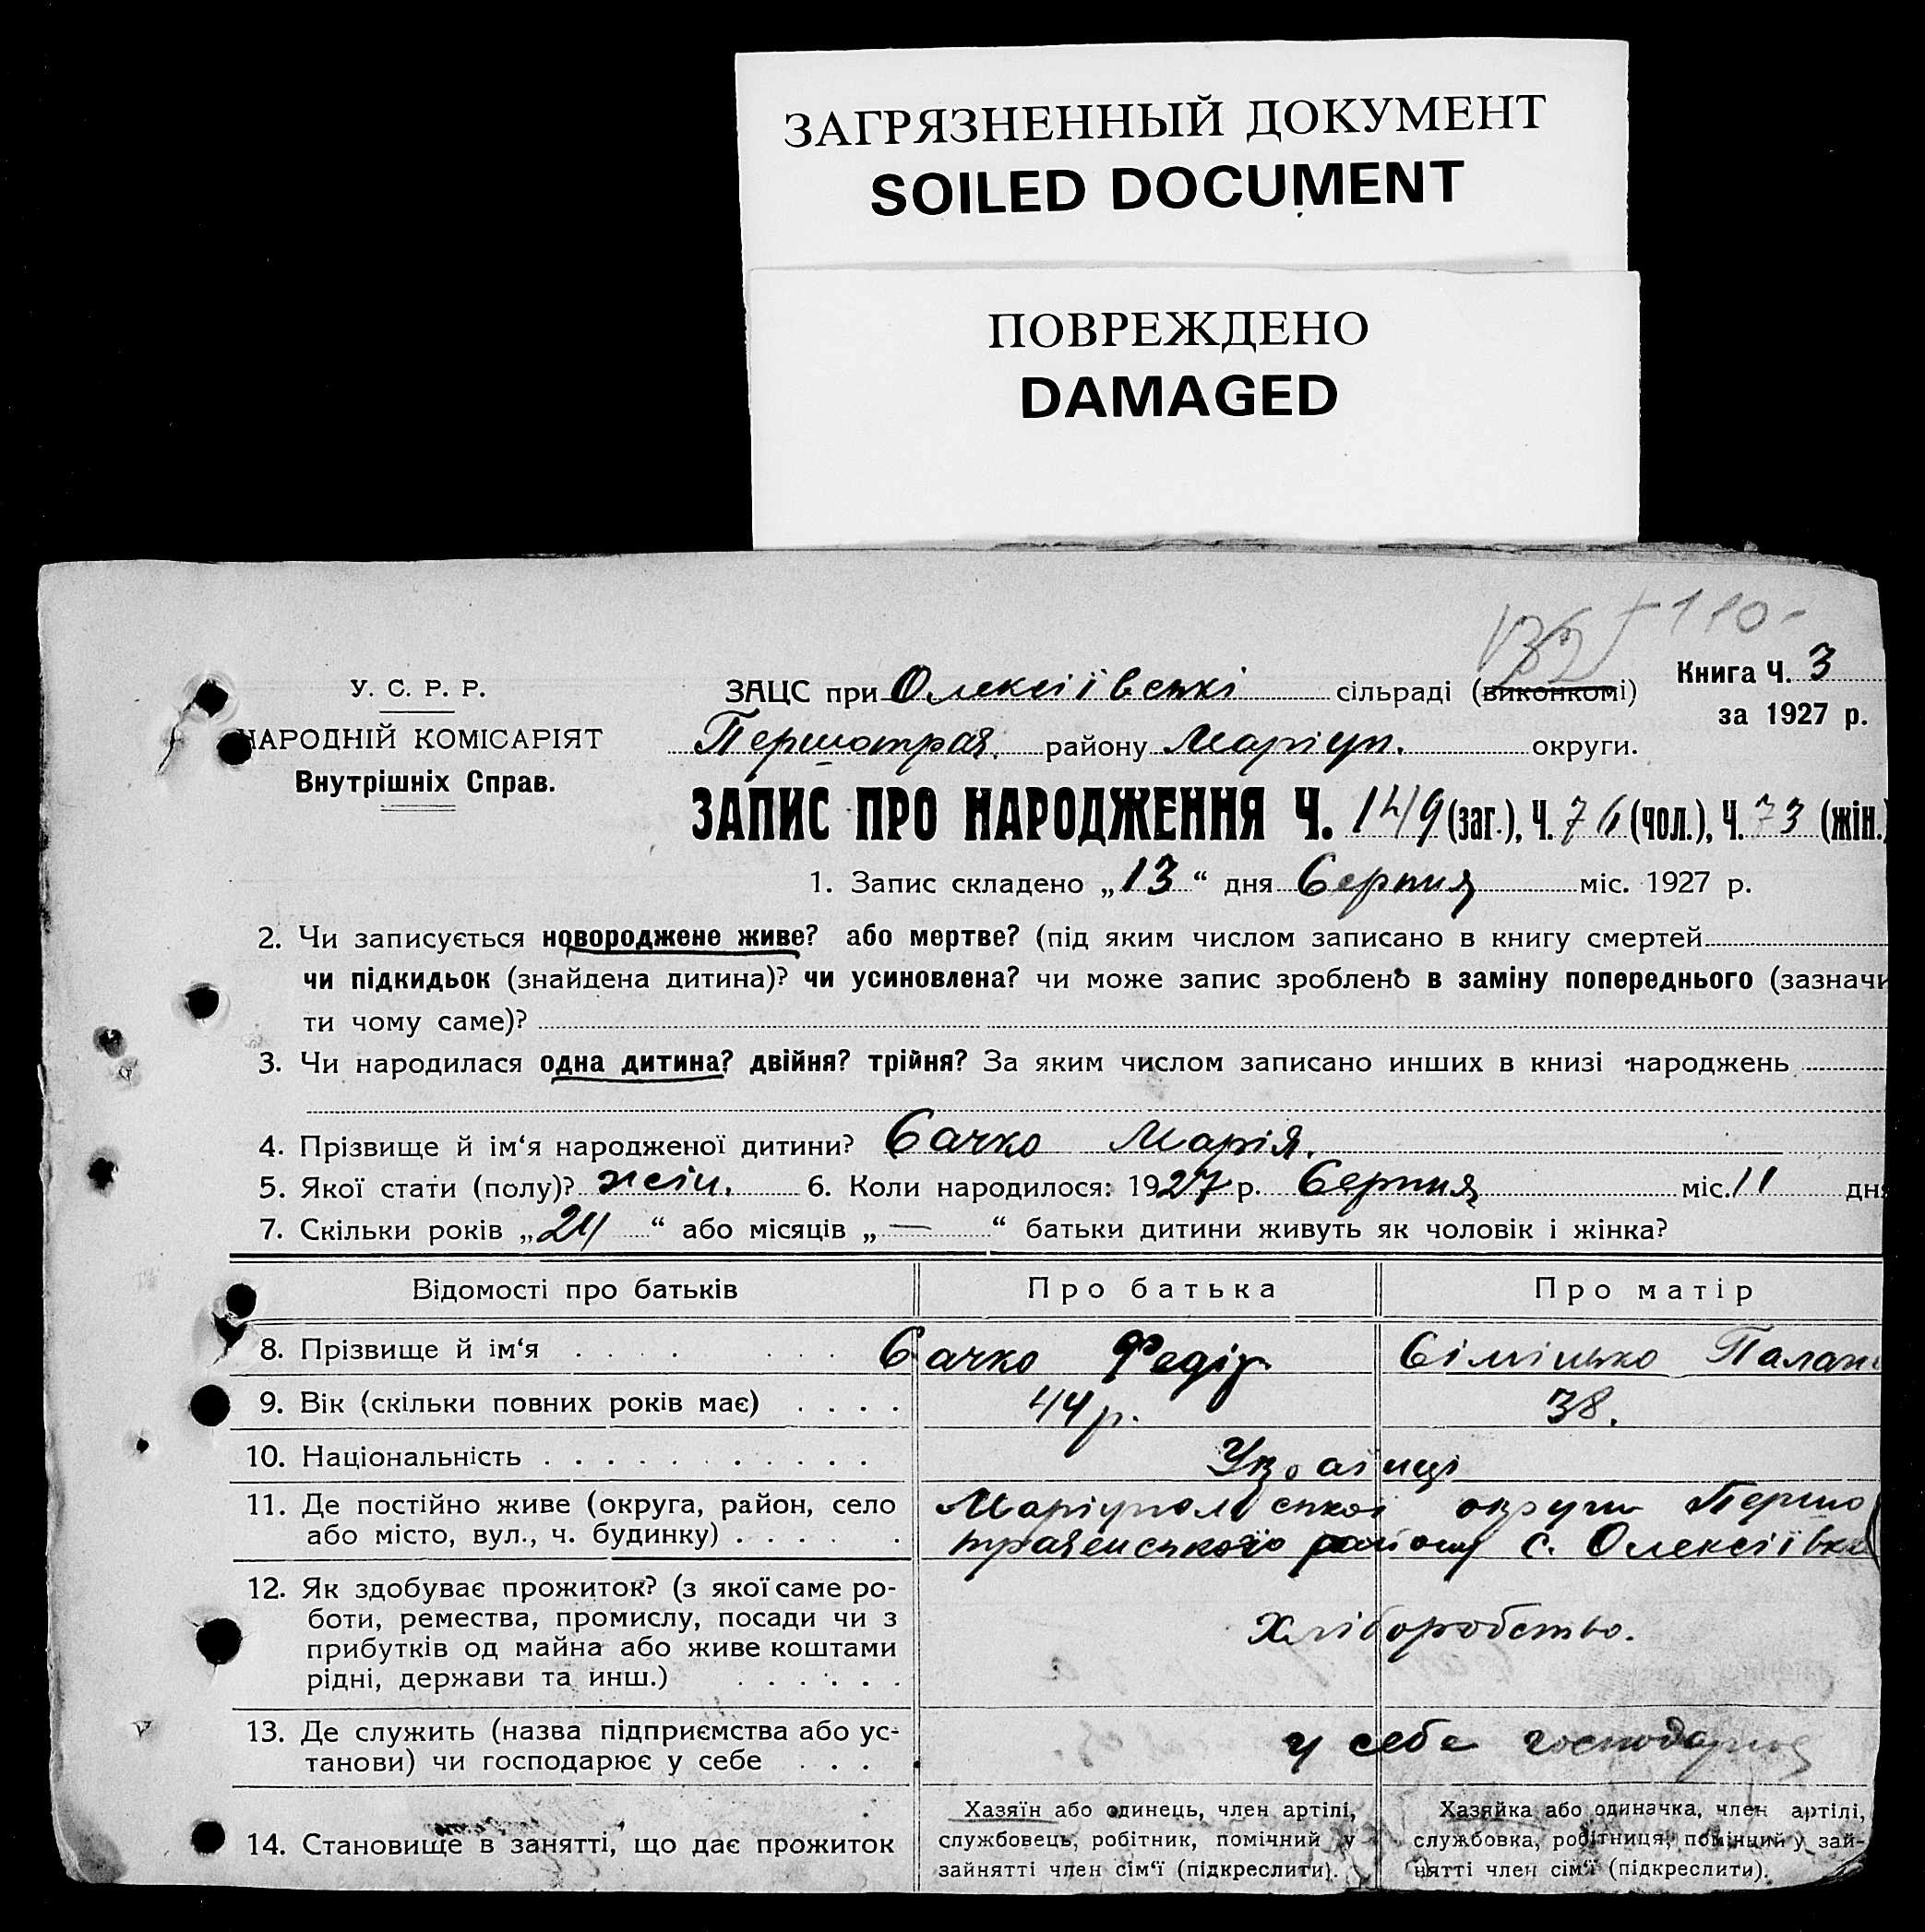 ЗАГРЯЗНЕННЫЙ ДОКУМЕНТ
SOILED DOCUMENT
ПОВРЕЖДЕНО
DAMAGED
110
У. С. Р. Р.
НАРОДНІЙ КОМІСАРІЯТ
Внутрішніх Справ.
ЗАЦС при Олексіївські сільраді (виконкомі)
Книга Ч. 3
за 1927 р.
Першотрав. району Маріуп. округи.
ЗАПИС ПРО НАРОДЖЕННЯ Ч. 149 (заг.), Ч. 76 (чол.), Ч. 73 (жін.)
1. Запис складено „13“ дня Серпня міс. 1927 р.
2. Чи записується новороджене живе? або мертве? (під яким числом записано в книгу смертей
чи підкидьок (знайдена дитина)? чи усиновлена? чи може запис зроблено в заміну попереднього (зазначи
ти чому саме)?
3. Чи народилася одна дитина? двійня? трійня? За яким числом записано инших в книзі народжень
4. Прізвище й ім‘я народженої дитини? Сачко Марія.
5. Якої стати (полу)? жін. 6. Коли народилося: 1927 р. Серпня міс. 11 дня
7. Скільки років „24“ або місяців „—“ батьки дитини живуть як чоловік і жінка?
Відомості про батьків Про батька Про матір
8. Прізвище й ім‘я . . . . Сачко Федір Палаж
9. Вік (скільки повних років має) . . . . 44 р. 38.
10. Національність . . . . Українці
11. Де постійно живе (округа, район, село Маріупольської округи Першо
або місто, вул., ч. будинку) . . . . травенського району с. Олексіївка
12. Як здобуває прожиток? (з якої саме ро-
боти, ремества, промислу, посади чи з
прибутків од майна або живе коштами
рідні, держави та инш.) . . . . . .
Хліборобство.
13. Де служить (назва підприємства або ус-
танови) чи господарює у себе . . .
у себе господарює
14. Становище в занятті, що дає прожиток
Хазяїн або одинець, член артілі,
службовець, робітник, помічний у
зайнятті член сім‘ї (підкреслити).
Хазяйка або одиначка, член артілі,
службовка, робітниця, помічний у зай-
нятті член сім‘ї (підкреслити).